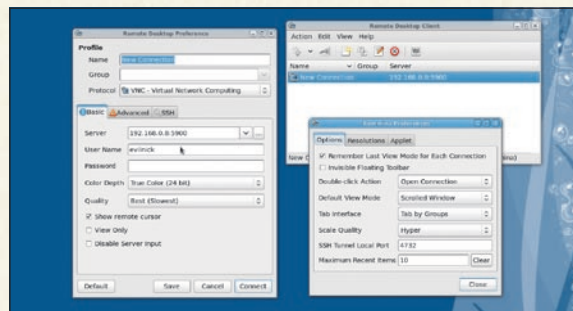 Remote Desktop Preference
Profile
Name New Connection
Group
Protocol VNC - Virtual Network Computing
Basic Advanced SSH
Server 192.168.0.8:5900
User Name evilnick
Password
Color Depth True Color (24 bit)
Quality Best (Slowest)
Show remote cursor
View Only
Disable Server Input
Default Save Cancel Connect
Remote Desktop Client
Action Edit View Help
Name Group Server
New Connection 192.168.0.8:5900
New C
Preferences
Options Resolutions Applet
Remember Last View Mode for Each Connection
Invisible Floating Toolbar
Double-click Action Open Connection
Default View Mode Scrolled Window
Tab Interface Tab by Groups
Scale Quality Hyper
SSH Tunnel Local Port 4732
Maximum Recent Items 10 Clear
Close